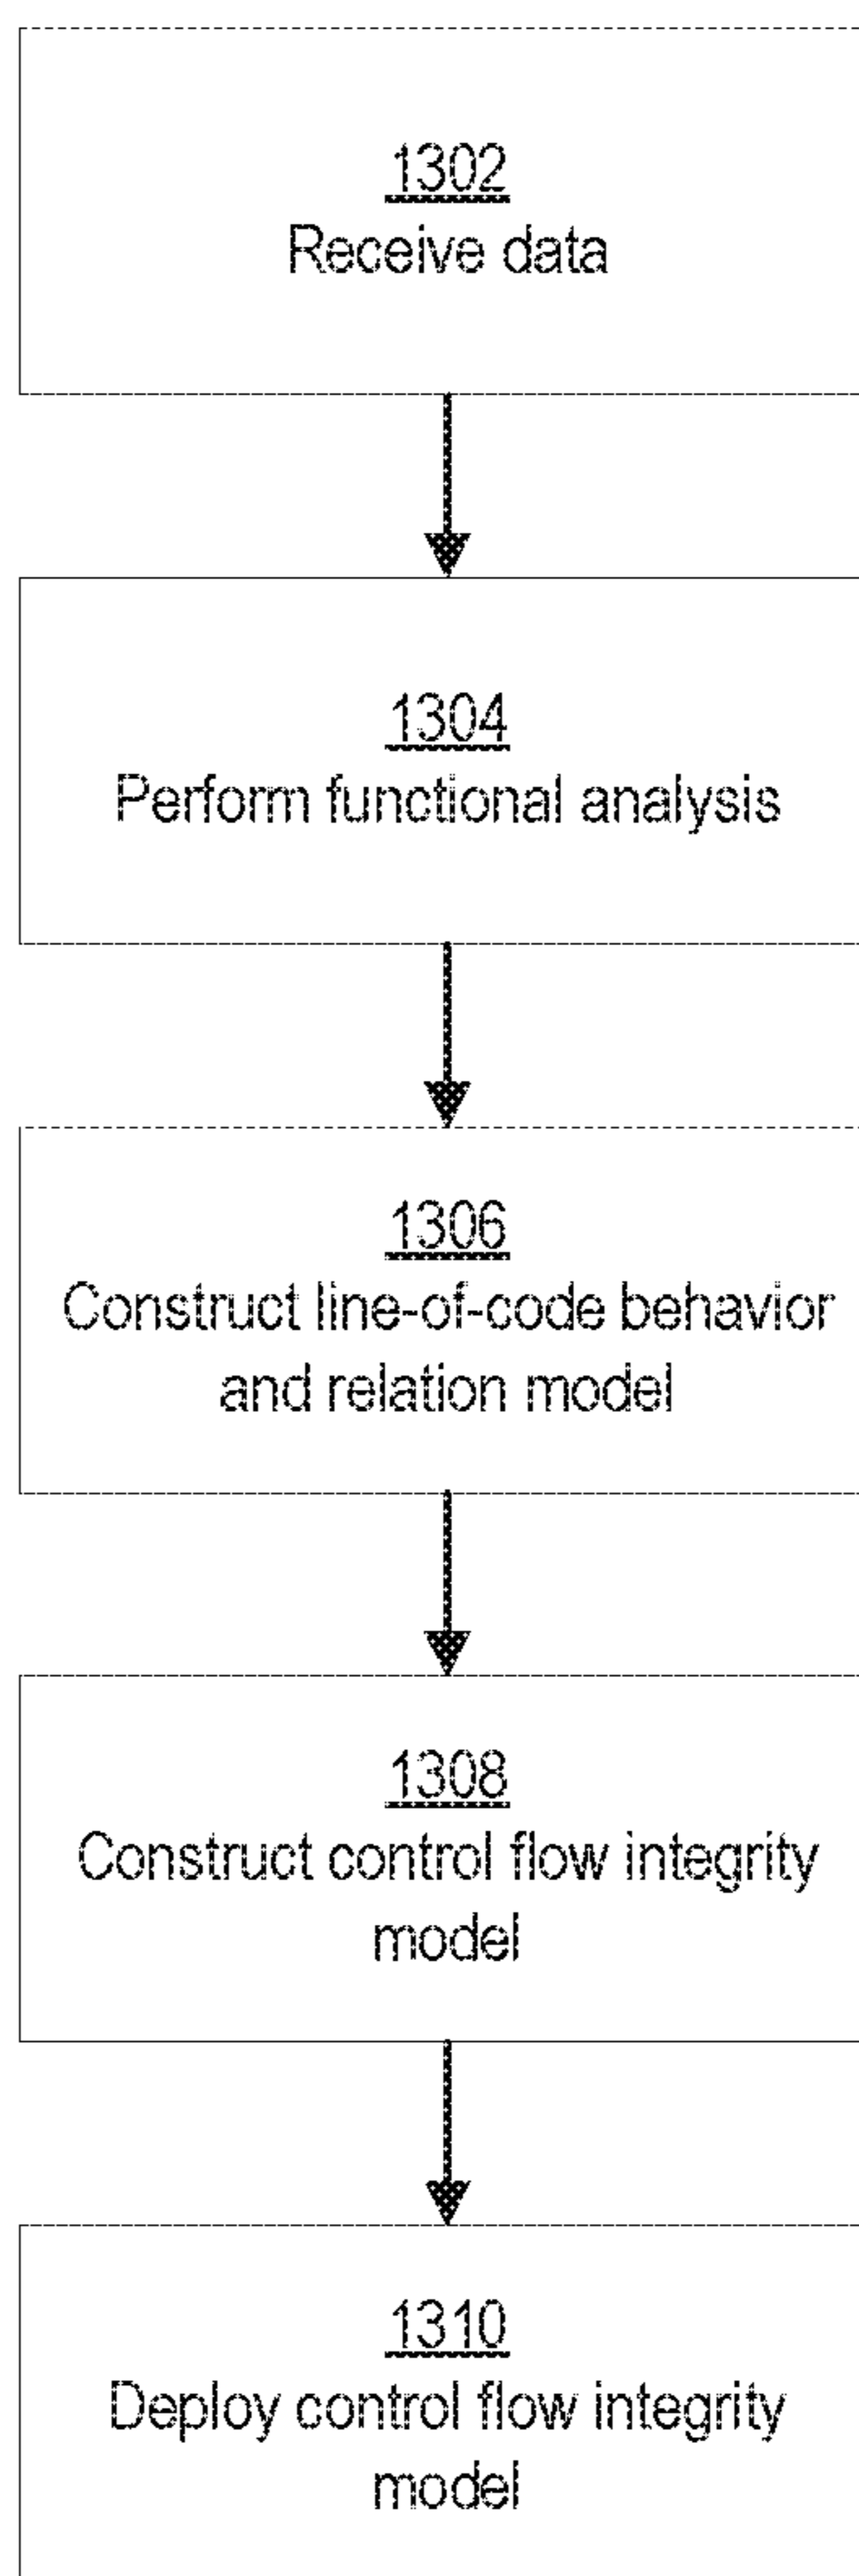 1302
Receive data
1304
Perform functional analysis
1306
Construct line-of-code behavior
and relation model
1308
Construct control flow integrity
model
1310
Deploy control flow integrity
model